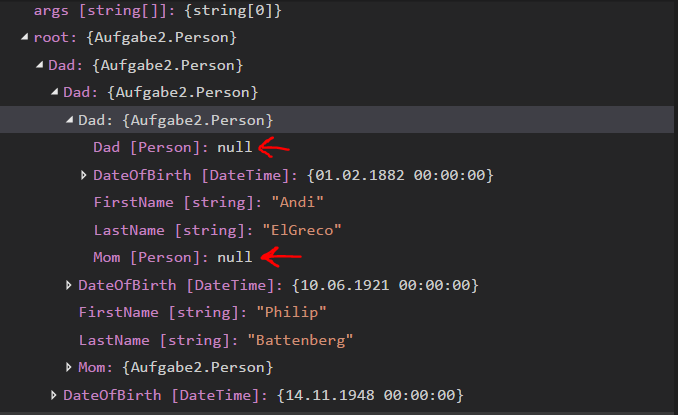 args [string[]]: {string[0]}
root: {Aufgabe2.Person}
Dad: {Aufgabe2.Person}
Dad: {Aufgabe2.Person}
Dad: {Aufgabe2.Person}
Dad [Person]: null
DateOfBirth [DateTime]: {01.02.1882 00:00:00}
FirstName [string]: "Andi"
LastName [string]: "ElGreco"
Mom [Person]: null
DateOfBirth [DateTime]: {10.06.1921 00:00:00}
FirstName [string]: "Philip"
LastName [string]: "Battenberg"
Mom: {Aufgabe2.Person}
DateOfBirth [DateTime]: {14.11.1948 00:00:00}